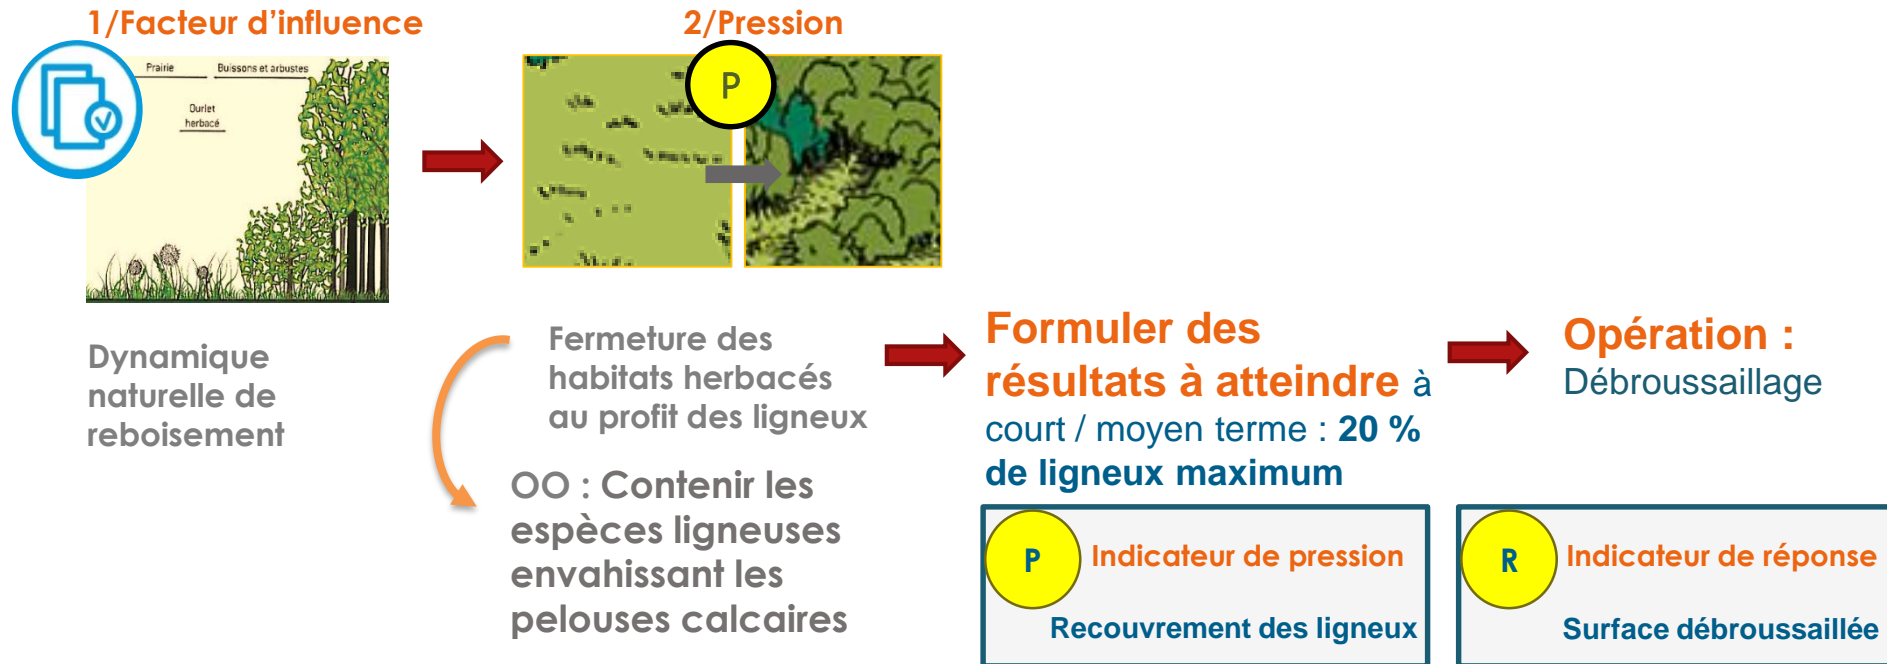 1/Facteur d’influence
Prairie
Buissons et arbustes
Ourlet
herbacé
Dynamique
naturelle de
reboisement
2/Pression
P
Fermeture des
habitats herbacés
au profit des ligneux
OO : Contenir les
espèces ligneuses
envahissant les
pelouses calcaires
Formuler des
résultats à atteindre à
court / moyen terme : 20 %
de ligneux maximum
P
Indicateur de pression
Recouvrement des ligneux
Opération :
Débroussaillage
R
Indicateur de réponse
Surface débroussaillée